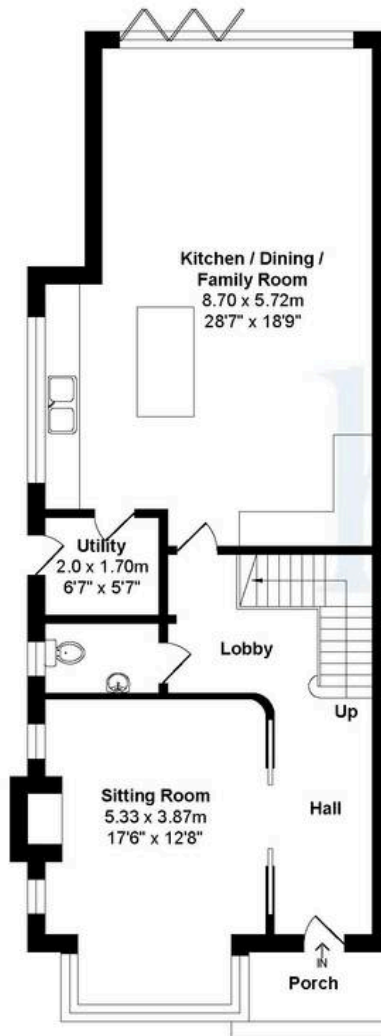 Kitchen / Dining /
Family Room
8.70 x 5.72m
28'7" x 18'9"
Utility
2.0 x 1.70m
6'7" x 5'7"
Lobby
Up
Sitting Room
5.33 x 3.87m
17'6" x 12'8"
Hall
IN
Porch